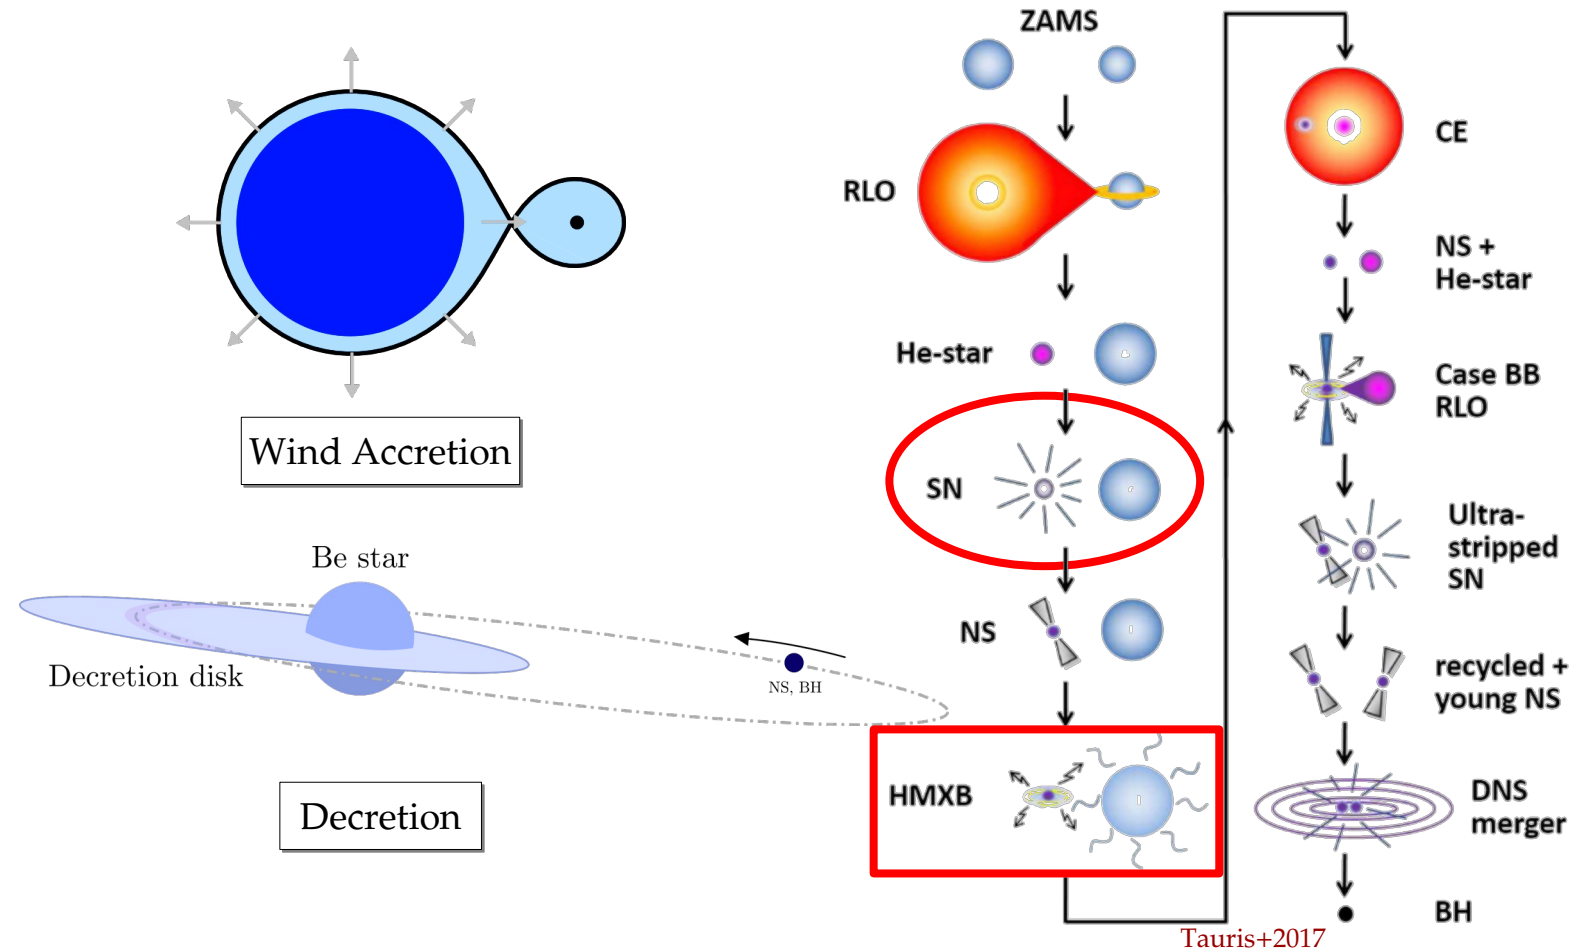 Wind Accretion
Be star
Decretion disk
NS, BH
Decretion
ZAMS
RLO
He-star
SN
NS
HMXB
CE
NS +
He-star
Case BB
RLO
Ultra-
stripped
SN
recycled +
young NS
DNS
merger
BH
Tauris+2017